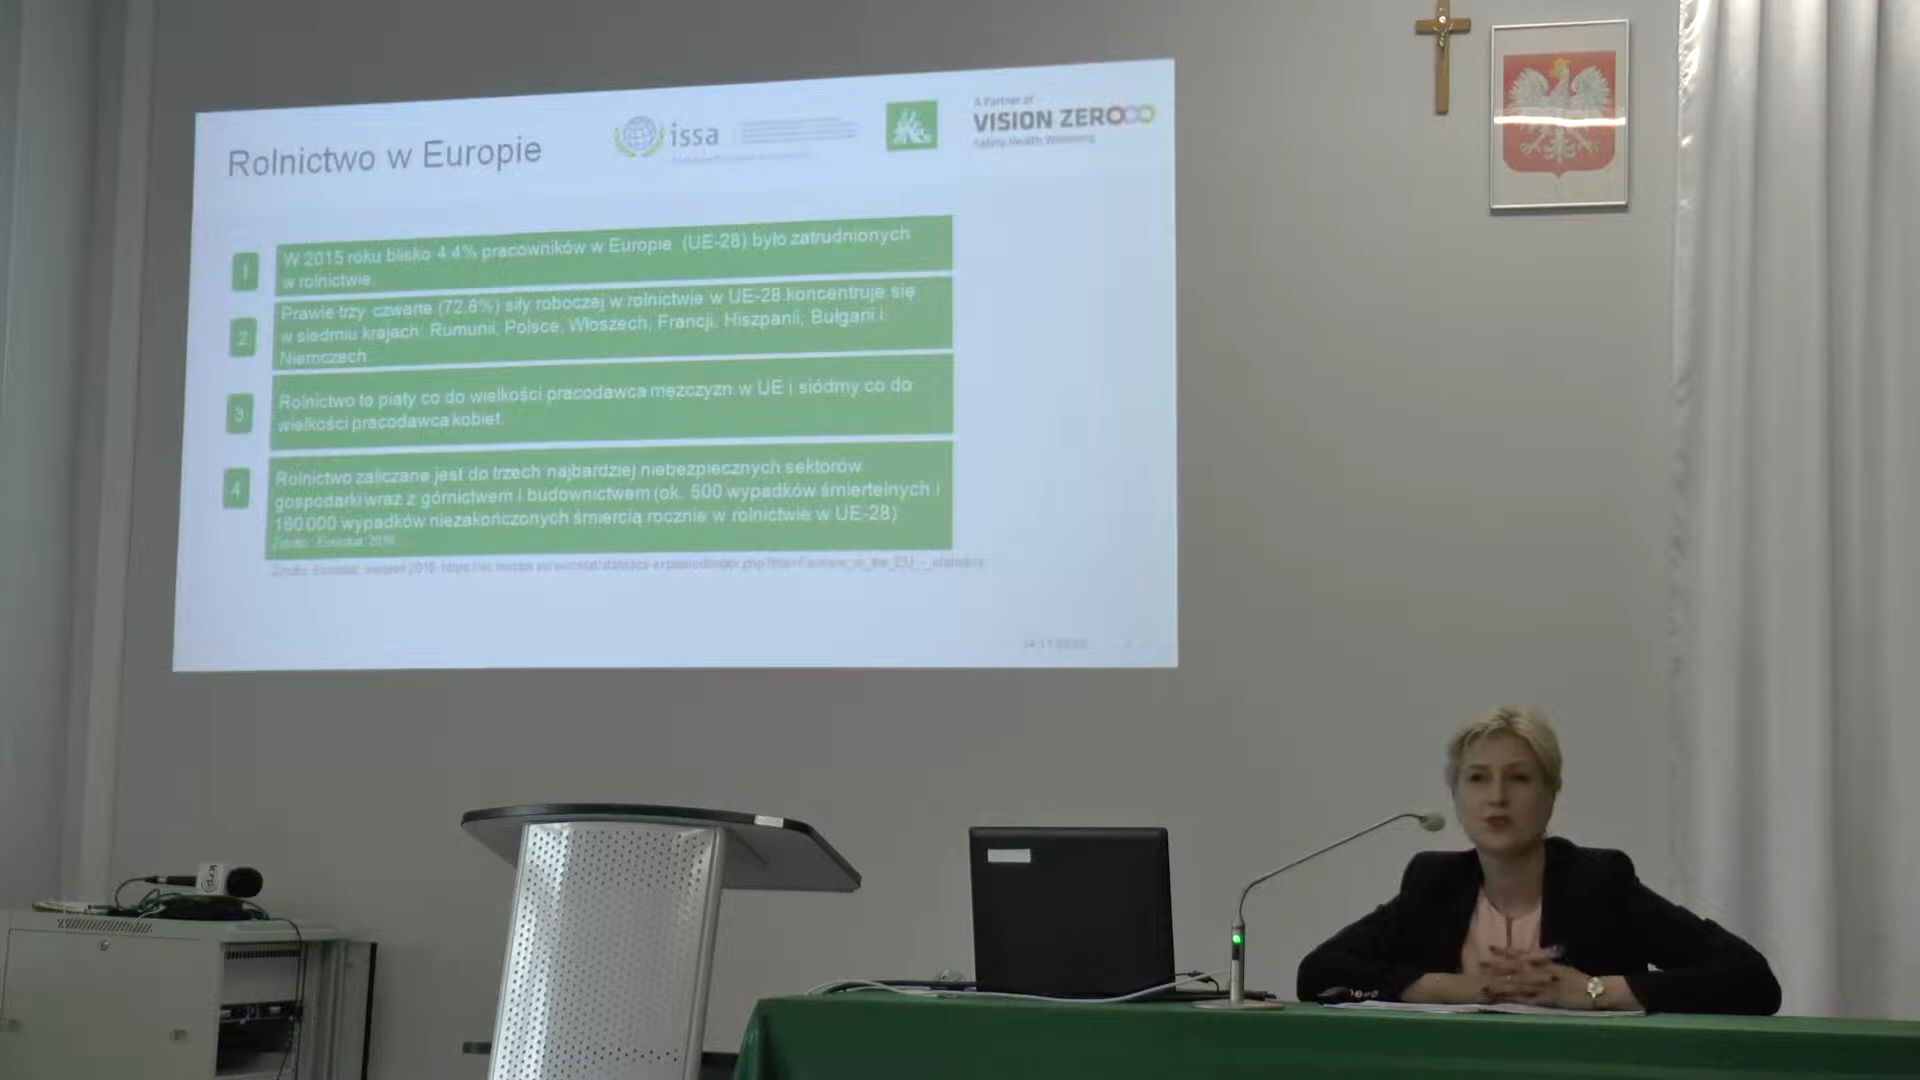 Rolnictwo w Europie
issa
A Partner of
VISION ZERO
Safety.Health.Wellbeing
1
W 2015 roku blisko 4.4% pracowników w Europie (UE-28) było zatrudnionych
w rolnictwie.
2
Prawie trzy czwarte (72,8%) siły roboczej w rolnictwie w UE-28 koncentruje się
w siedmiu krajach: Rumunii, Polsce, Włoszech, Francji, Hiszpanii, Bułgarii i
Niemczech
3
Rolnictwo to piąty co do wielkości pracodawca mężczyzn w UE i siódmy co do
wielkości pracodawca kobiet.
4
Rolnictwo zaliczane jest do trzech najbardziej niebezpiecznych sektorów
gospodarki wraz z górnictwem i budownictwem (ok. 500 wypadków śmiertelnych i
160 000 wypadków niezakończonych śmiercią rocznie w rolnictwie w UE-28)
krp